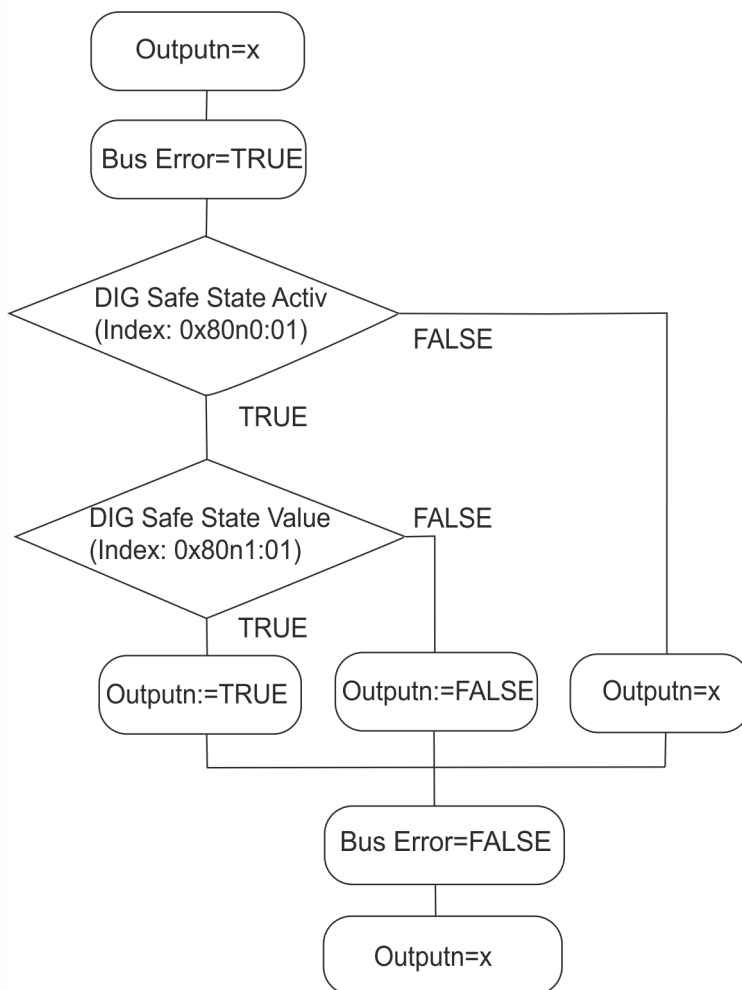 Outputn=x
Bus Error=TRUE
DIG Safe State Activ
(Index: 0x80n0:01)
FALSE
TRUE
DIG Safe State Value
(Index: 0x80n1:01)
FALSE
TRUE
Outputn:=TRUE
Outputn:=FALSE
Outputn=x
Bus Error=FALSE
Outputn=x